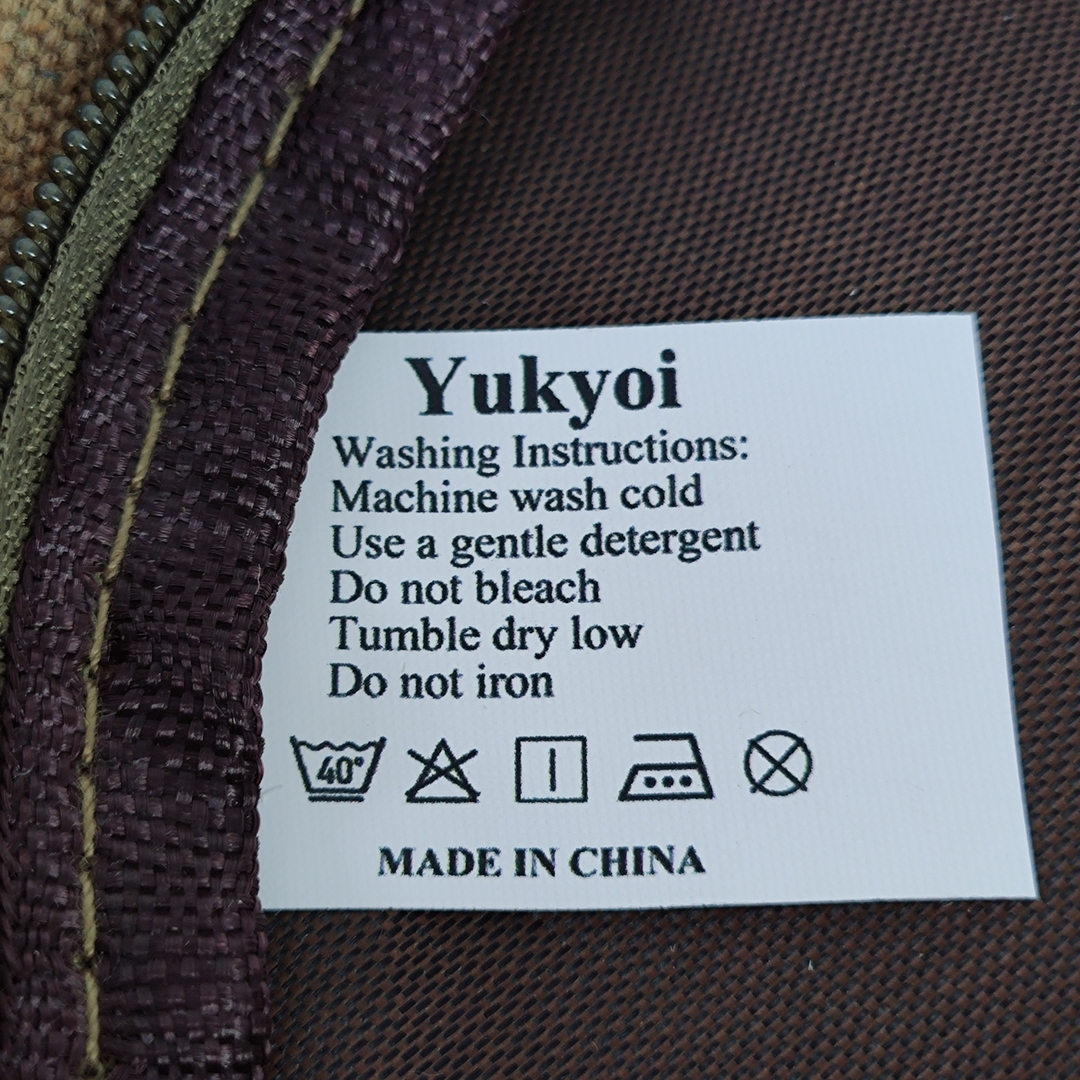 Yukyoi
Washing Instructions:
Machine wash cold
Use a gentle detergent
Do not bleach
Tumble dry low
Do not iron
40°
MADE IN CHINA